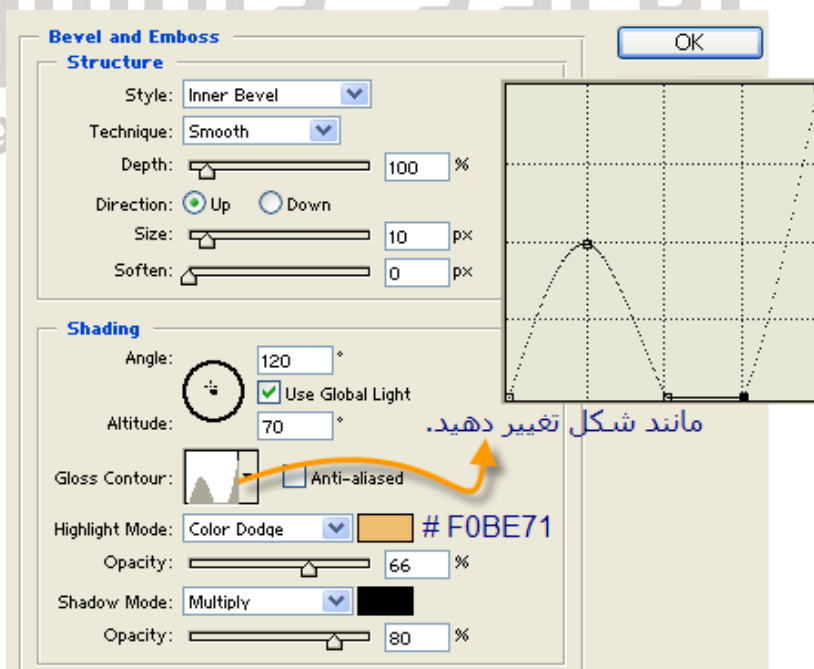 Bevel and Emboss
OK
Structure
Style: Inner Bevel
Technique: Smooth
Depth: 100 %
Direction: Up Down
Size: 10 px
Soften: 0 px
Shading
Angle: 120 °
Use Global Light
Altitude: 70 °
مانند شکل تغییر دهید.
Gloss Contour: Anti-aliased
Highlight Mode: Color Dodge # F0BE71
Opacity: 66 %
Shadow Mode: Multiply
Opacity: 80 %